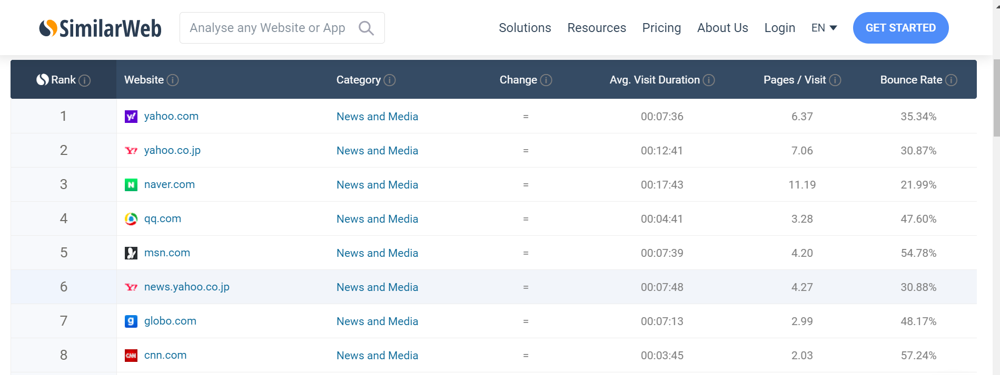 SimilarWeb Analyse any Website or App Solutions Resources Pricing About Us Login EN GET STARTED
Rank Website Category Change Avg. Visit Duration Pages / Visit Bounce Rate
1 yahoo.com News and Media = 00:07:36 6.37 35.34%
2 yahoo.co.jp News and Media = 00:12:41 7.06 30.87%
3 naver.com News and Media = 00:17:43 11.19 21.99%
4 qq.com News and Media = 00:04:41 3.28 47.60%
5 msn.com News and Media = 00:07:39 4.20 54.78%
6 news.yahoo.co.jp News and Media = 00:07:48 4.27 30.88%
7 globo.com News and Media = 00:07:13 2.99 48.17%
8 cnn.com News and Media = 00:03:45 2.03 57.24%